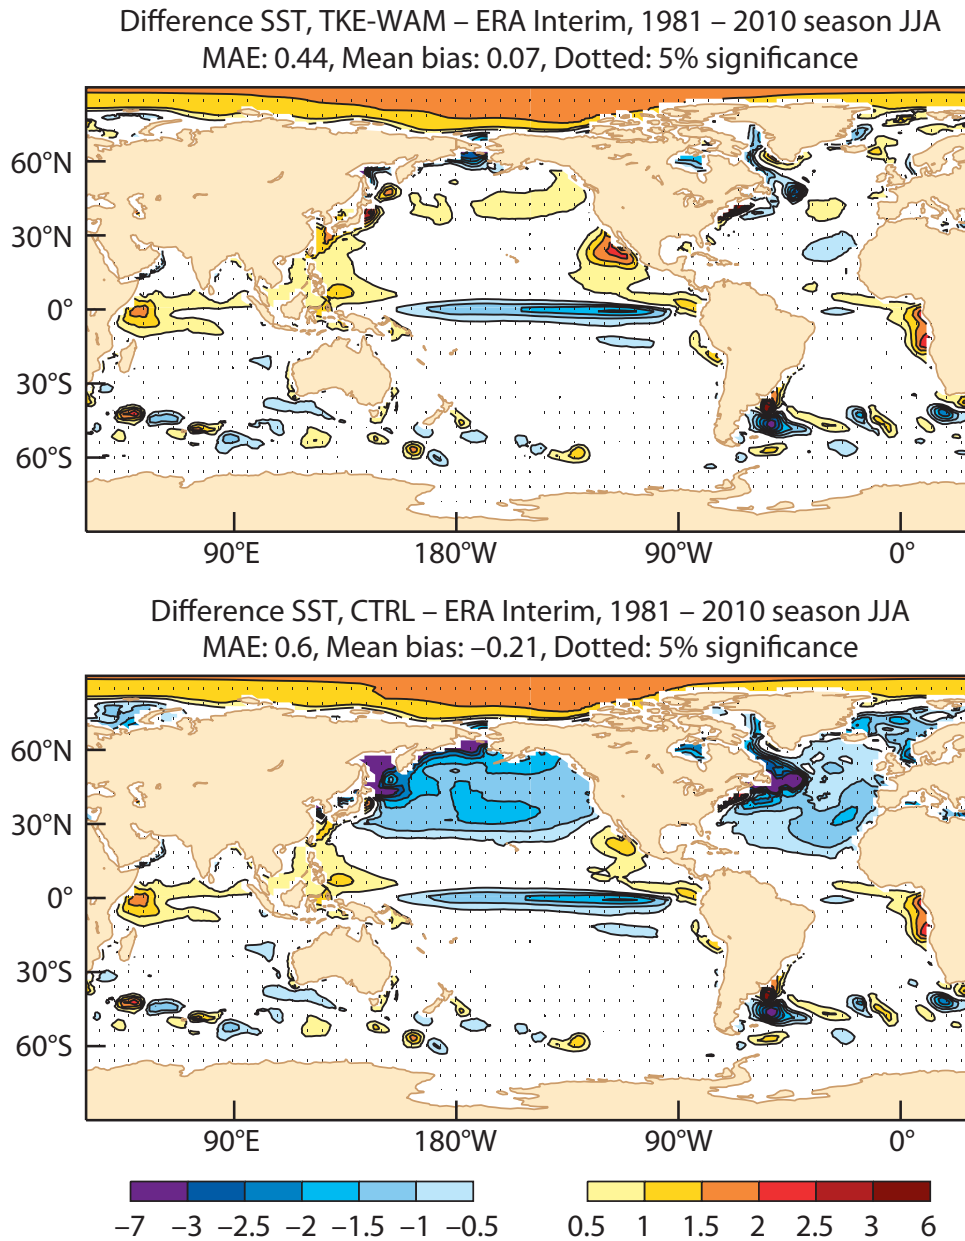 Difference SST, TKE-WAM – ERA Interim, 1981 – 2010 season JJA
MAE: 0.44, Mean bias: 0.07, Dotted: 5% significance
60°N
30°N
0°
30°S
60°S
90°E 180°W 90°W 0°
Difference SST, CTRL – ERA Interim, 1981 – 2010 season JJA
MAE: 0.6, Mean bias: –0.21, Dotted: 5% significance
60°N
30°N
0°
30°S
60°S
90°E 180°W 90°W 0°
–7 –3 –2.5 –2 –1.5 –1 –0.5 0.5 1 1.5 2 2.5 3 6